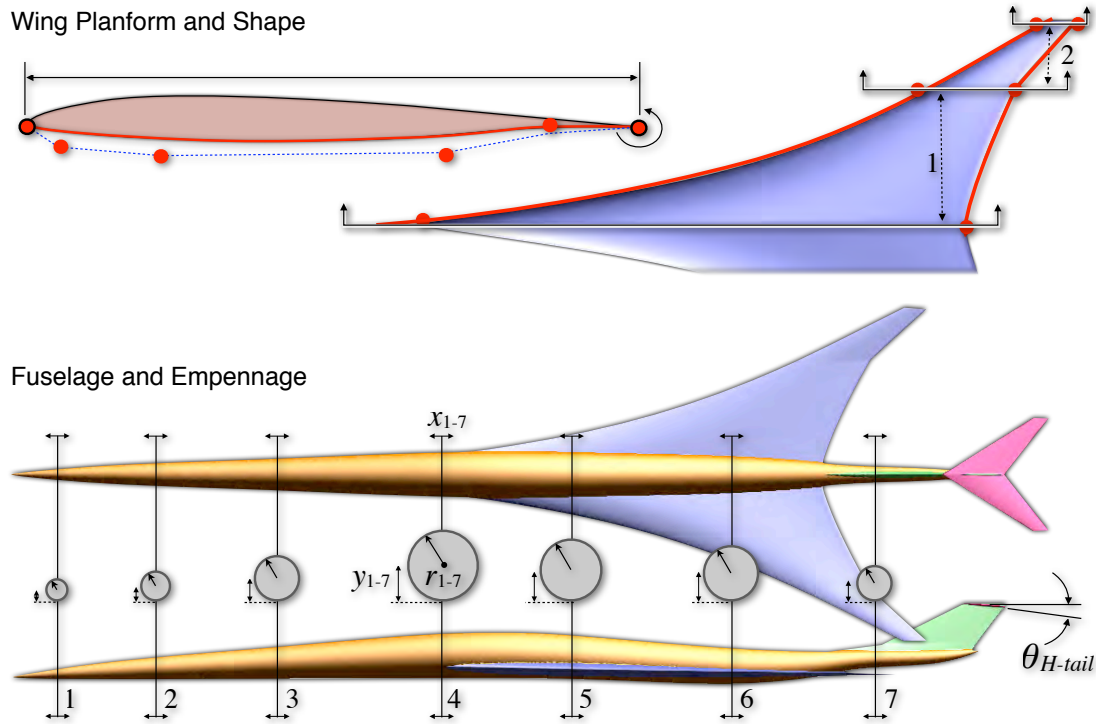 Wing Planform and Shape
2
1
Fuselage and Empennage
x1-7
y1-7
r1-7
θH-tail
1 2 3 4 5 6 7